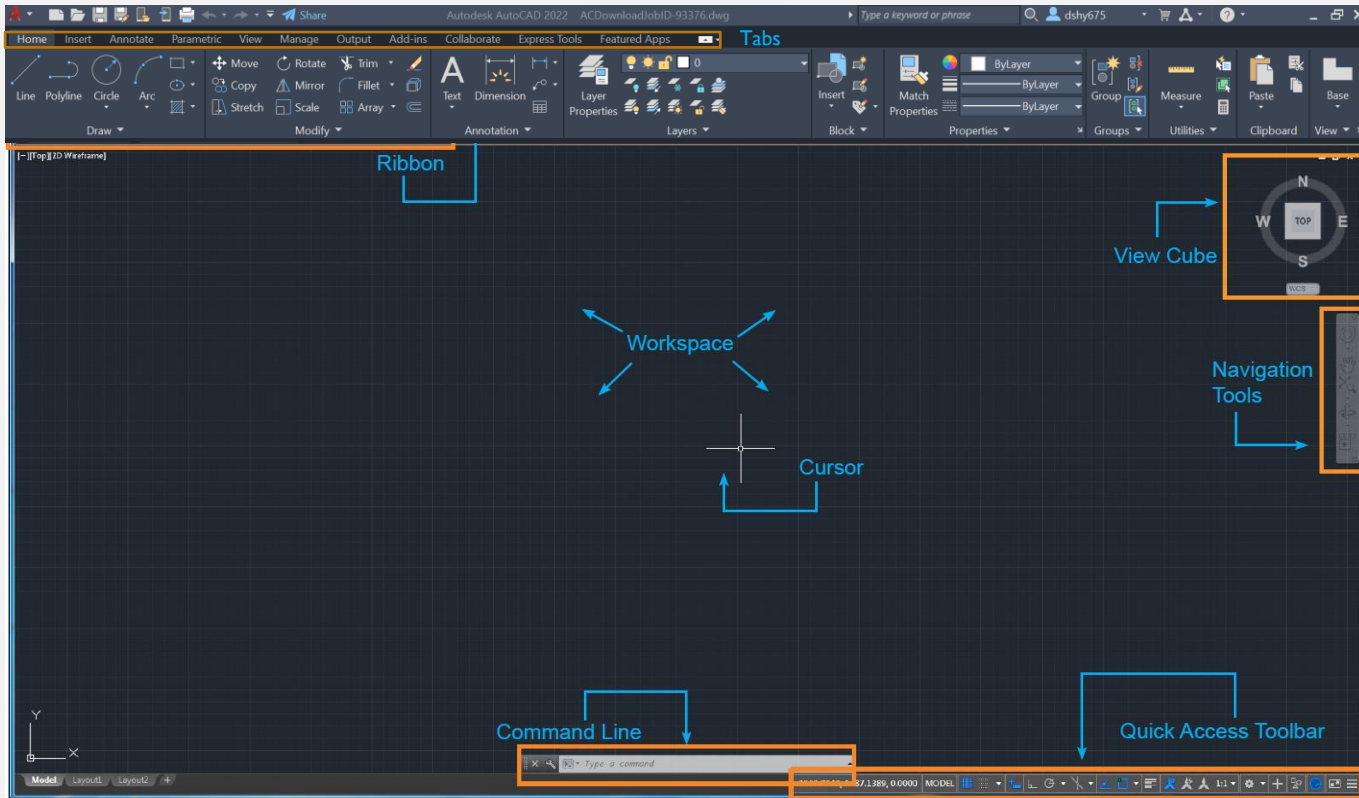 Share
Autodesk AutoCAD 2022 ACDownloadJobID-93376.dwg
Type a keyword or phrase
dshy675
Home Insert Annotate Parametric View Manage Output Add-ins Collaborate Express Tools Featured Apps
Tabs
Move Rotate Trim 0 ByLayer
Line Polyline Circle Arc Copy Mirror Fillet Text Dimension Layer Properties Insert Match Properties ByLayer Group Measure Paste Base
Stretch Scale Array ByLayer
Draw Modify Annotation Layers Block Properties Groups Utilities Clipboard View
[−][Top][2D Wireframe]
Ribbon
N
W TOP E
S
WCS
View Cube
Workspace
Navigation
Tools
Cursor
Command Line
Quick Access Toolbar
Y
X
Type a command
Model Layout1 Layout2 +
87.1389, 0.0000 MODEL 1:1